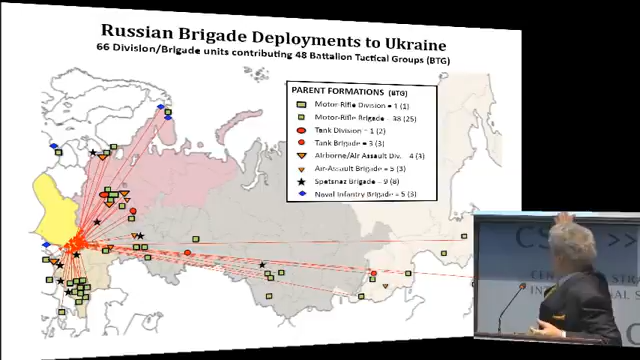 Russian Brigade Deployments to Ukraine
66 Division/Brigade units contributing 48 Battalion Tactical Groups (BTG)
PARENT FORMATIONS (BTG)
Motor-Rifle Division = 1 (1)
Motor-Rifle Brigade – 38 (25)
Tank Division – 1 (2)
Tank Brigade = 3 (3)
Airborne/Air Assault Div. 4 (3)
Air-Assault Brigade = 5 (3)
Spetsnaz Brigade – 9 (8)
Naval Infantry Brigade = 5 (3)
CS >>